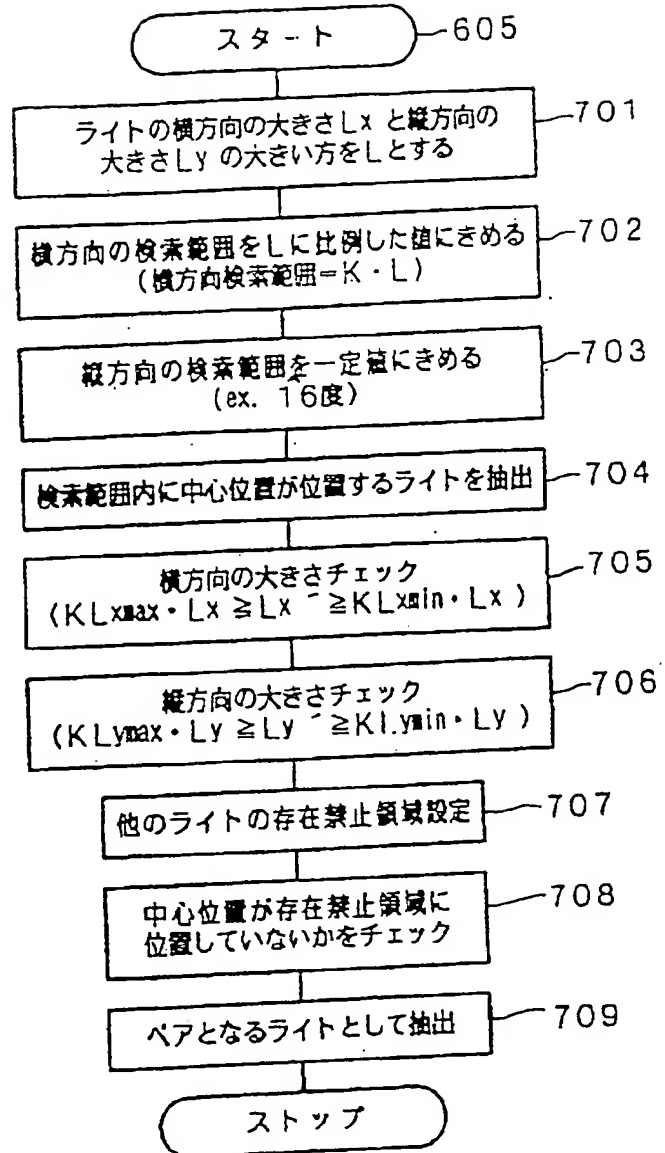 スタート
605
ライトの横方向の大きさLx と縦方向の
大きさLy の大きい方をLとする
701
横方向の検索範囲をLに比例した値にきめる
(横方向検索範囲=K・L)
702
縦方向の検索範囲を一定値にきめる
(ex. 16度)
703
検索範囲内に中心位置が位置するライトを抽出
704
横方向の大きさチェック
(KLxmax・Lx ≧Lx ´≧KLxmin・Lx )
705
縦方向の大きさチェック
(KLymax・Ly ≧Ly ´≧KLymin・Ly )
706
他のライトの存在禁止領域設定
707
中心位置が存在禁止領域に
位置していないかをチェック
708
ペアとなるライトとして抽出
709
ストップ